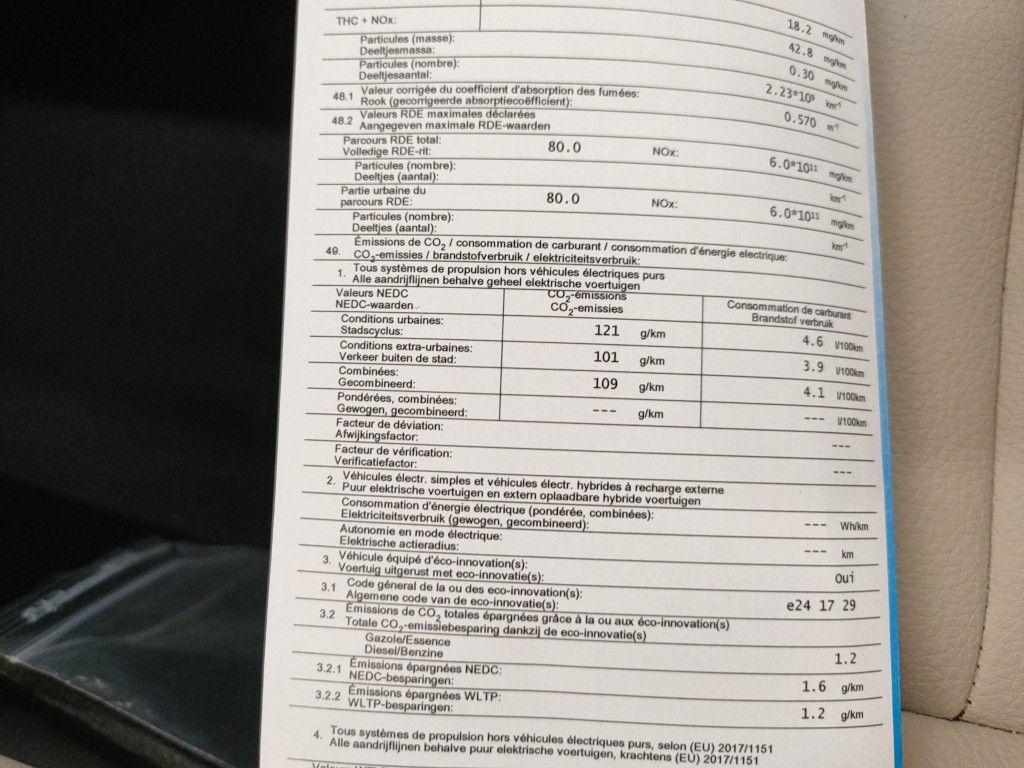 THC + NOx:
18.2 mg/km
Particules (masse):
Deeltjesmassa:
42.8 mg/km
Particules (nombre):
Deeltjesaantal:
0.30 mg/km
48.1 Valeur corrigée du coefficient d'absorption des fumées:
Rook (gecorrigeerde absorptiecoëfficient):
2.23*10⁹ km⁻¹
48.2 Valeurs RDE maximales déclarées
Aangegeven maximale RDE-waarden
0.570 m⁻¹
Parcours RDE total:
Volledige RDE-rit:
80.0 NOx:
6.0*10¹¹ mg/km
Particules (nombre):
Deeltjes (aantal):
km⁻¹
Partie urbaine du
parcours RDE:
80.0 NOx:
6.0*10¹¹ mg/km
Particules (nombre):
Deeltjes (aantal):
km⁻¹
49. Émissions de CO₂ / consommation de carburant / consommation d'énergie electrique:
CO₂-emissies / brandstofverbruik / elektriciteitsverbruik:
1. Tous systèmes de propulsion hors véhicules électriques purs
Alle aandrijflijnen behalve geheel elektrische voertuigen
Valeurs NEDC
NEDC-waarden
CO₂-émissions
CO₂-emissies
Consommation de carburant
Brandstof verbruik
Conditions urbaines:
Stadscyclus:
121 g/km
4.6 l/100km
Conditions extra-urbaines:
Verkeer buiten de stad:
101 g/km
3.9 l/100km
Combinées:
Gecombineerd:
109 g/km
4.1 l/100km
Pondérées, combinées:
Gewogen, gecombineerd:
--- g/km
--- l/100km
Facteur de déviation:
Afwijkingsfactor:
---
Facteur de vérification:
Verificatiefactor:
---
2. Véhicules électr. simples et véhicules électr. hybrides à recharge externe
Puur elektrische voertuigen en extern oplaadbare hybride voertuigen
Consommation d'énergie électrique (pondérée, combinées):
Elektriciteitsverbruik (gewogen, gecombineerd):
--- Wh/km
Autonomie en mode électrique:
Elektrische actieradius:
--- km
3. Véhicule équipé d'éco-innovation(s):
Voertuig uitgerust met eco-innovatie(s):
Oui
3.1 Code géneral de la ou des eco-innovation(s):
Algemene code van de eco-innovatie(s):
e24 17 29
3.2 Émissions de CO₂ totales épargnées grâce à la ou aux éco-innovation(s)
Totale CO₂-emissiebesparing dankzij de eco-innovatie(s)
Gazole/Essence
Diesel/Benzine
1.2
3.2.1 Émissions épargnées NEDC:
NEDC-besparingen:
1.6 g/km
3.2.2 Émissions épargnées WLTP:
WLTP-besparingen:
1.2 g/km
4. Tous systèmes de propulsion hors véhicules électriques purs, selon (EU) 2017/1151
Alle aandrijflijnen behalve puur elektrische voertuigen, krachtens (EU) 2017/1151